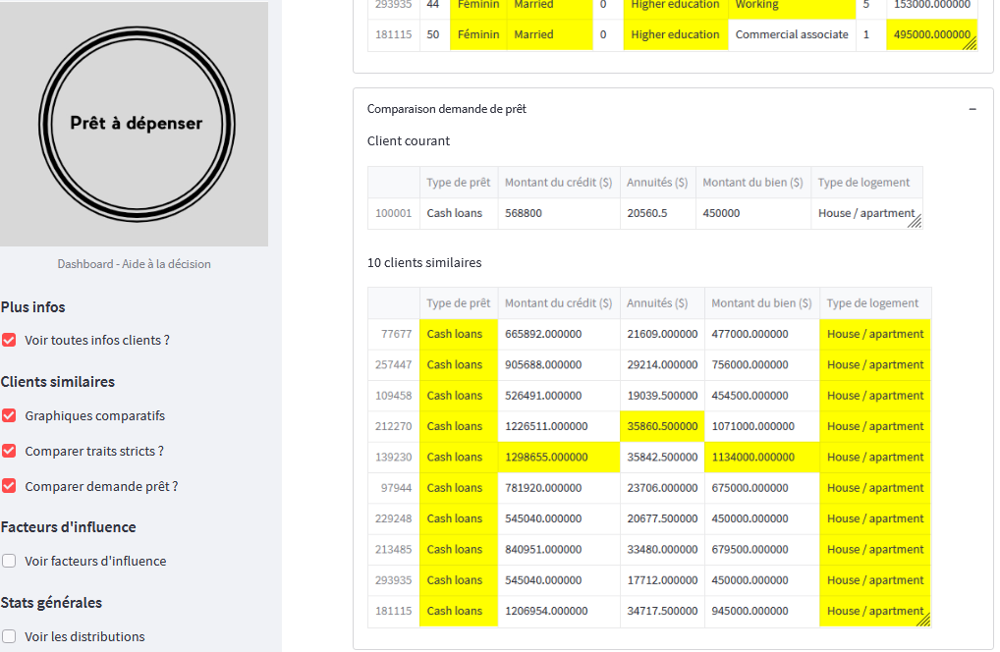 Prêt à dépenser
Dashboard - Aide à la décision
Plus infos
Voir toutes infos clients ?
Clients similaires
Graphiques comparatifs
Comparer traits stricts ?
Comparer demande prêt ?
Facteurs d'influence
Voir facteurs d'influence
Stats générales
Voir les distributions
293935 44 Féminin Married 0 Higher education Working 5 153000.000000
181115 50 Féminin Married 0 Higher education Commercial associate 1 495000.000000
Comparaison demande de prêt
Client courant
Type de prêt Montant du crédit ($) Annuités ($) Montant du bien ($) Type de logement
100001 Cash loans 568800 20560.5 450000 House / apartment
10 clients similaires
Type de prêt Montant du crédit ($) Annuités ($) Montant du bien ($) Type de logement
77677 Cash loans 665892.000000 21609.000000 477000.000000 House / apartment
257447 Cash loans 905688.000000 29214.000000 756000.000000 House / apartment
109458 Cash loans 526491.000000 19039.500000 454500.000000 House / apartment
212270 Cash loans 1226511.000000 35860.500000 1071000.000000 House / apartment
139230 Cash loans 1298655.000000 35842.500000 1134000.000000 House / apartment
97944 Cash loans 781920.000000 23706.000000 675000.000000 House / apartment
229248 Cash loans 545040.000000 20677.500000 450000.000000 House / apartment
213485 Cash loans 840951.000000 33480.000000 679500.000000 House / apartment
293935 Cash loans 545040.000000 17712.000000 450000.000000 House / apartment
181115 Cash loans 1206954.000000 34717.500000 945000.000000 House / apartment